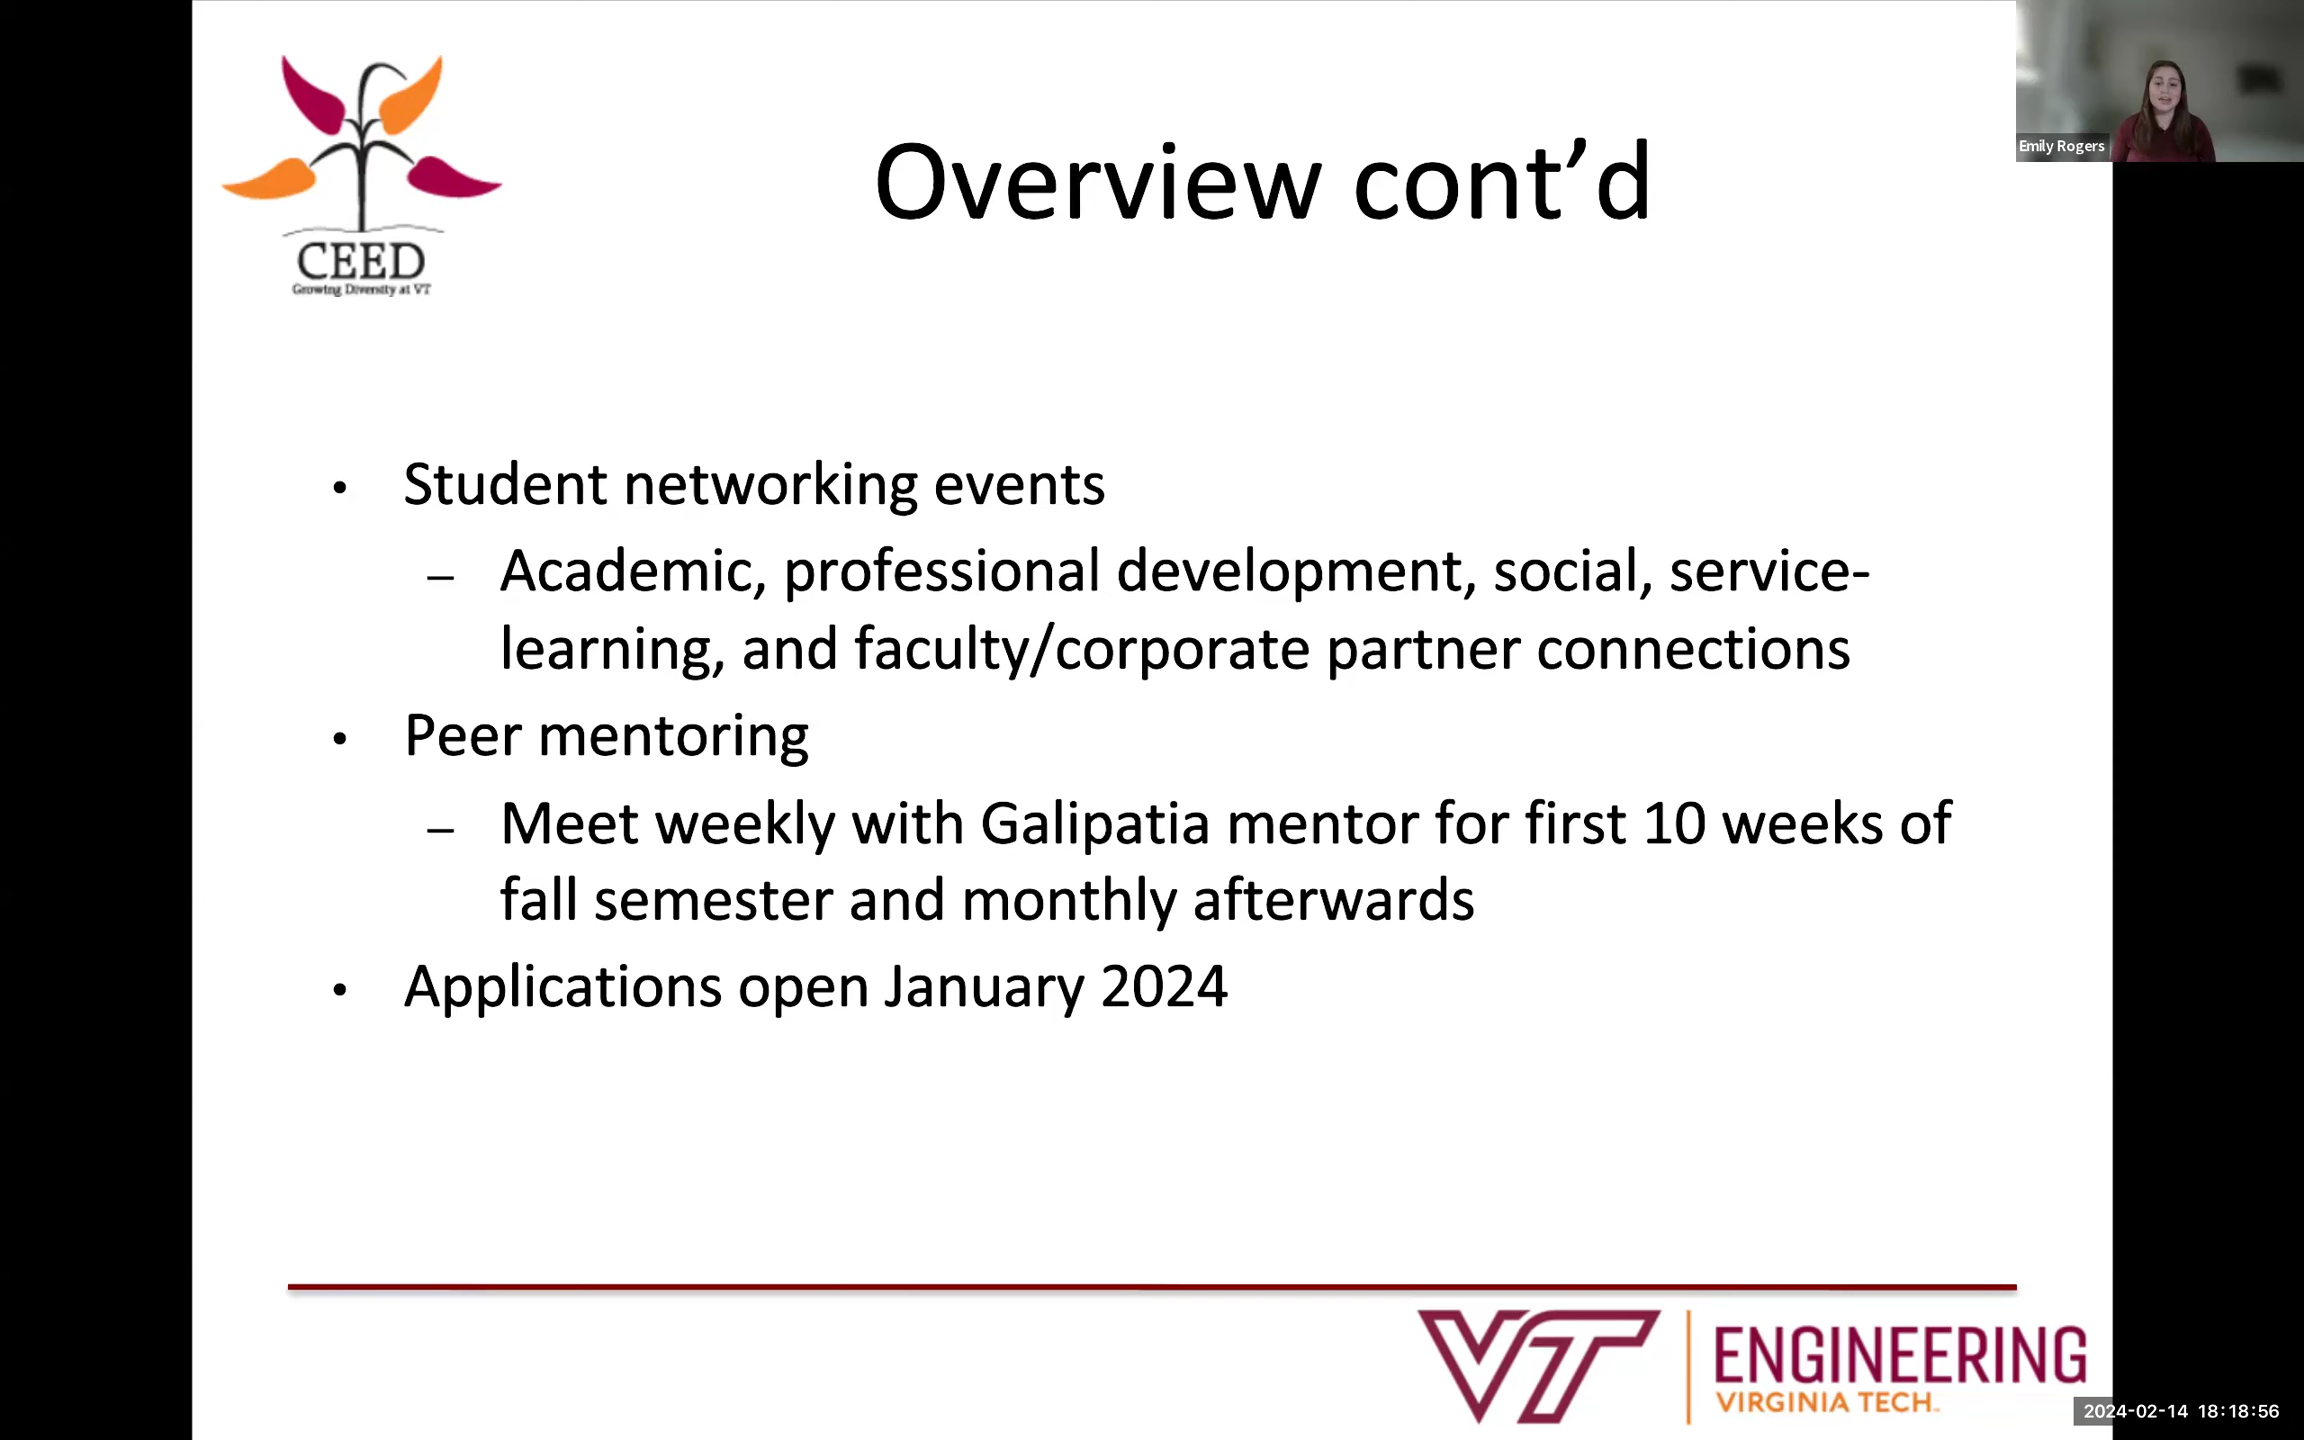 CEED
Growing Diversity at VT
Overview cont’d
Emily Rogers
• Student networking events
– Academic, professional development, social, service-
learning, and faculty/corporate partner connections
• Peer mentoring
– Meet weekly with Galipatia mentor for first 10 weeks of
fall semester and monthly afterwards
• Applications open January 2024
VT
ENGINEERING
VIRGINIA TECH™
2024-02-14 18:18:56